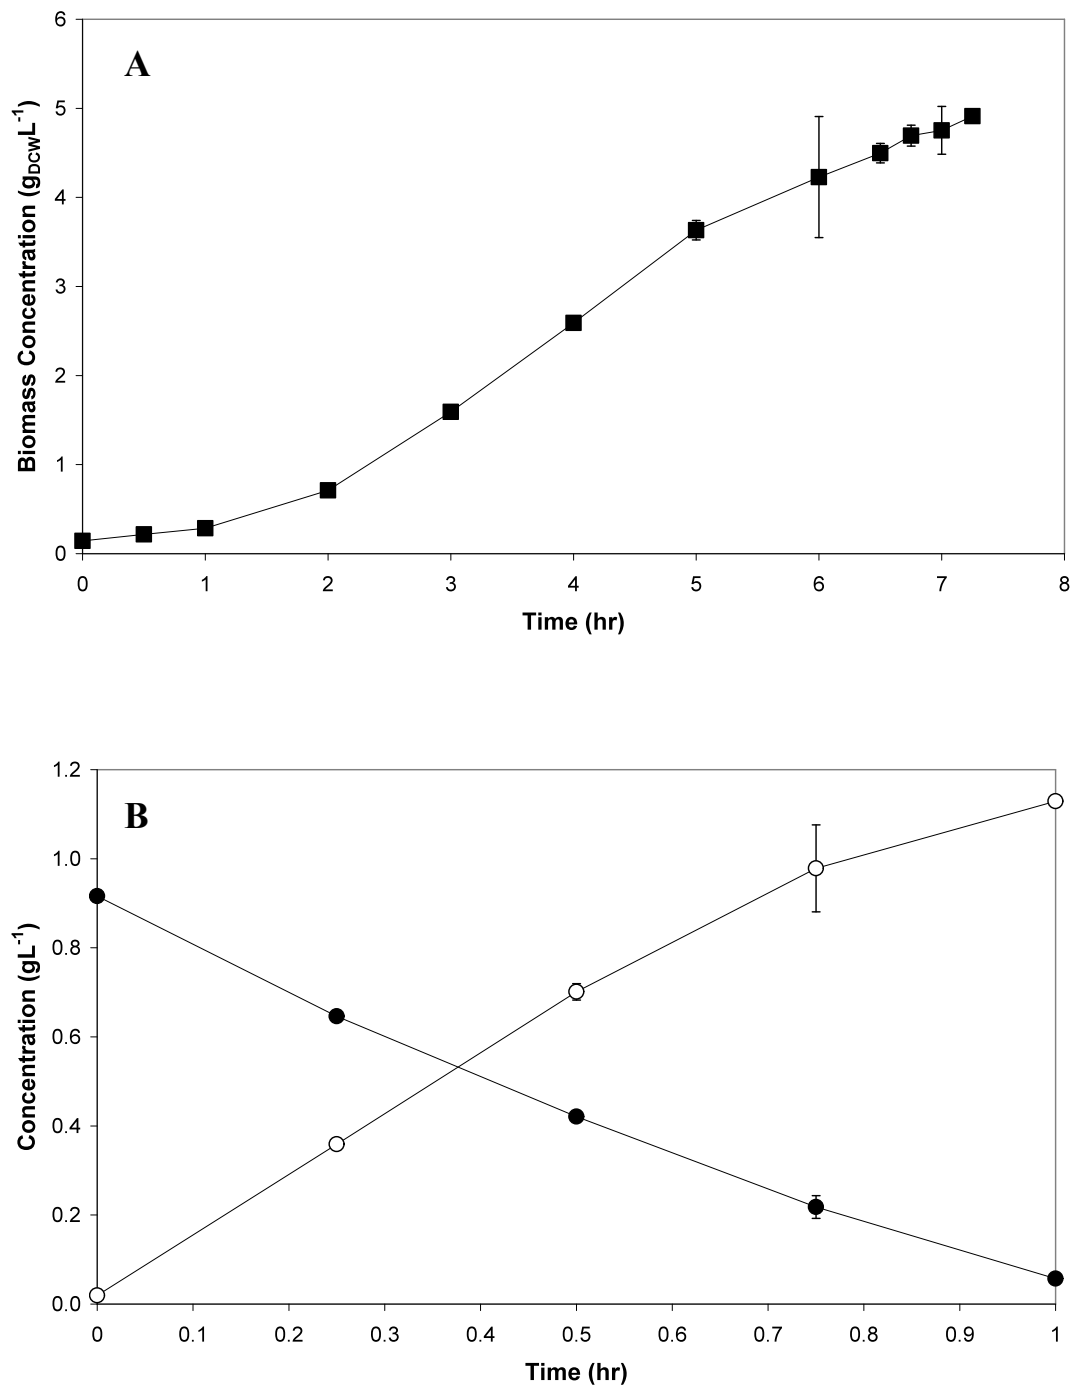 A
Biomass Concentration (gDCWL-1)
6
5
4
3
2
1
0
0 1 2 3 4 5 6 7 8
Time (hr)
B
Concentration (gL-1)
1.2
1.0
0.8
0.6
0.4
0.2
0.0
0 0.1 0.2 0.3 0.4 0.5 0.6 0.7 0.8 0.9 1
Time (hr)